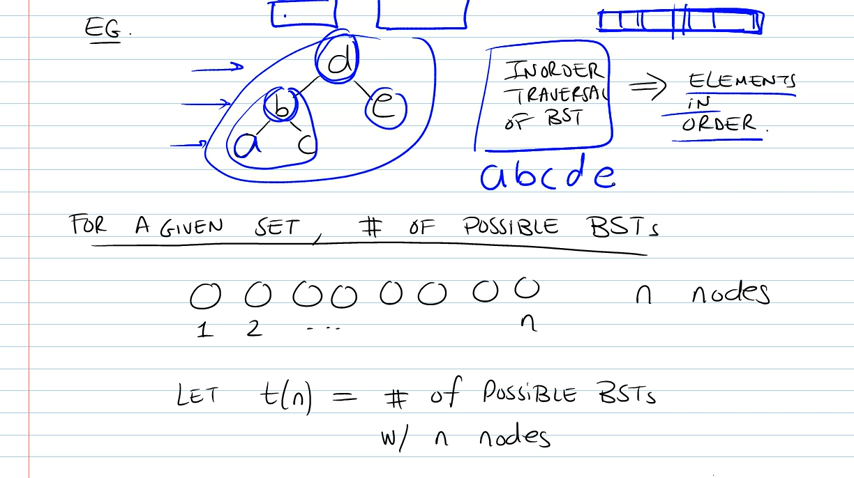 EG.
d
b e
a c
INORDER
TRAVERSAL
OF BST
⇒ ELEMENTS
IN
ORDER.
abcde
FOR A GIVEN SET, # OF POSSIBLE BSTs
n nodes
1 2 ... n
LET t(n) = # of POSSIBLE BSTs
w/ n nodes